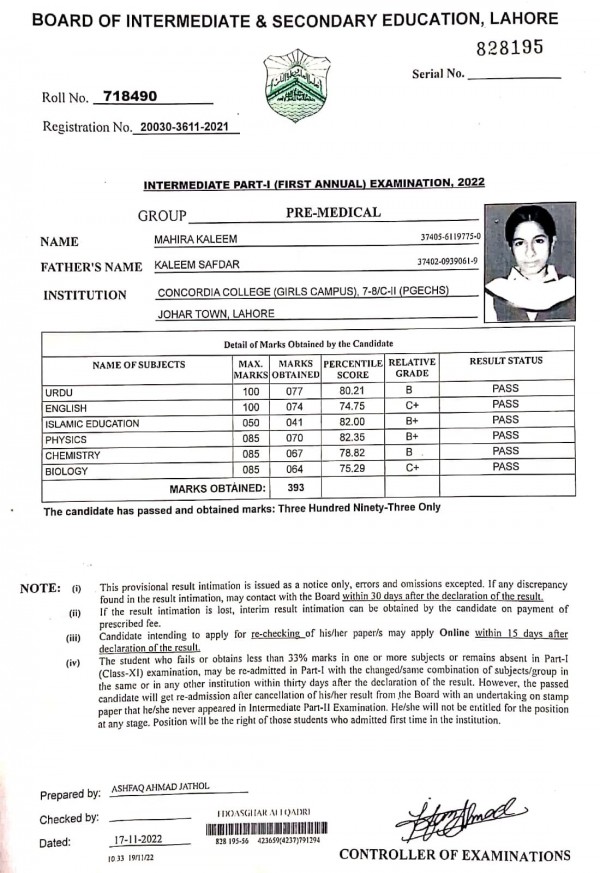 BOARD OF INTERMEDIATE & SECONDARY EDUCATION, LAHORE
828195
Serial No.
Roll No. 718490
Registration No. 20030-3611-2021
INTERMEDIATE PART-I (FIRST ANNUAL) EXAMINATION, 2022
GROUP PRE-MEDICAL
NAME MAHIRA KALEEM 37405-6119775-0
FATHER'S NAME KALEEM SAFDAR 37402-0939061-9
INSTITUTION CONCORDIA COLLEGE (GIRLS CAMPUS), 7-8/C-II (PGECHS)
JOHAR TOWN, LAHORE
Detail of Marks Obtained by the Candidate
NAME OF SUBJECTS MAX. MARKS MARKS OBTAINED PERCENTILE SCORE RELATIVE GRADE RESULT STATUS
URDU 100 077 80.21 B PASS
ENGLISH 100 074 74.75 C+ PASS
ISLAMIC EDUCATION 050 041 82.00 B+ PASS
PHYSICS 085 070 82.35 B+ PASS
CHEMISTRY 085 067 78.82 B PASS
BIOLOGY 085 064 75.29 C+ PASS
MARKS OBTAINED: 393
The candidate has passed and obtained marks: Three Hundred Ninety-Three Only
NOTE: (i) This provisional result intimation is issued as a notice only, errors and omissions excepted. If any discrepancy
found in the result intimation, may contact with the Board within 30 days after the declaration of the result.
(ii) If the result intimation is lost, interim result intimation can be obtained by the candidate on payment of
prescribed fee.
(iii) Candidate intending to apply for re-checking of his/her paper/s may apply Online within 15 days after
declaration of the result.
(iv) The student who fails or obtains less than 33% marks in one or more subjects or remains absent in Part-I
(Class-XI) examination, may be re-admitted in Part-I with the changed/same combination of subjects/group in
the same or in any other institution within thirty days after the declaration of the result. However, the passed
candidate will get re-admission after cancellation of his/her result from the Board with an undertaking on stamp
paper that he/she never appeared in Intermediate Part-II Examination. He/she will not be entitled for the position
at any stage. Position will be the right of those students who admitted first time in the institution.
Prepared by: ASHFAQ AHMAD JATHOL
Checked by: EDOASGHAR ALI QADRI
828 195-56 423659(4237)791294
Dated: 17-11-2022
10 33 19/11/22
CONTROLLER OF EXAMINATIONS